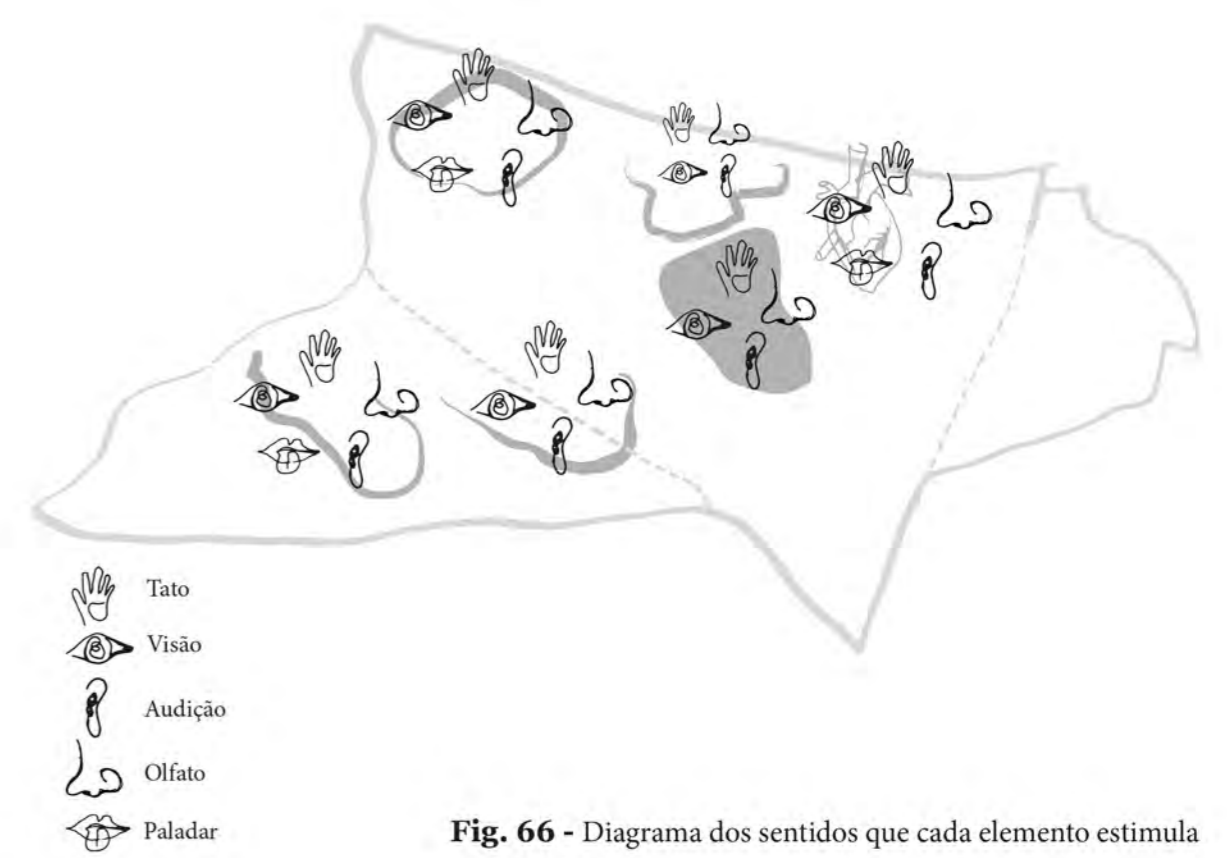 Tato
Visão
Audição
Olfato
Paladar
Fig. 66 - Diagrama dos sentidos que cada elemento estimula